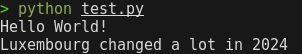 > python test.py
Hello World!
Luxembourg changed a lot in 2024